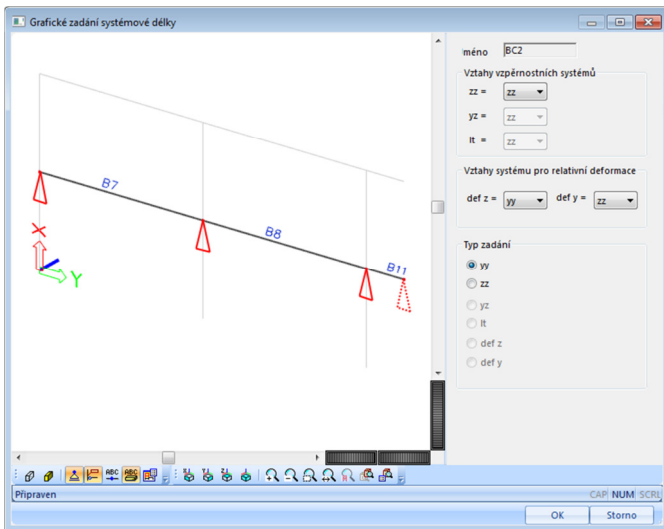 Grafické zadání systémové délky
méno BC2
Vztahy vzpěrnostních systémů
zz = zz
yz = zz
lt = zz
Vztahy systému pro relativní deformace
def z = yy def y = zz
Typ zadání
yy
zz
yz
lt
def z
def y
B7
B8
B11
X
Y
ABC
ABC
Připraven
CAP NUM SCRL
OK Storno